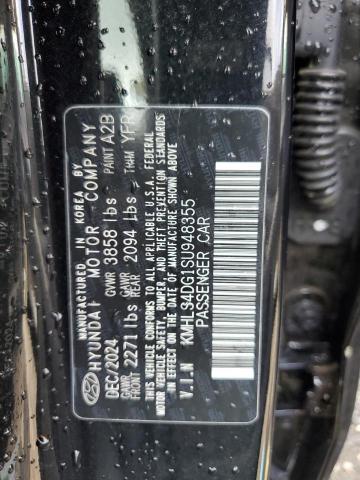 MANUFACTURED IN KOREA BY
HYUNDAI MOTOR COMPANY
DEC/2024 GVWR 3858 lbs PAINT A2B
GAWR FRONT 2271 lbs GAWR REAR 2094 lbs TRIM YFR
THIS VEHICLE CONFORMS TO ALL APPLICABLE U.S.A. FEDERAL
MOTOR VEHICLE SAFETY, BUMPER, AND THEFT PREVENTION STANDARDS
IN EFFECT ON THE DATE OF MANUFACTURE SHOWN ABOVE
V.I.N KMHLS4DG1SU948355
PASSENGER CAR